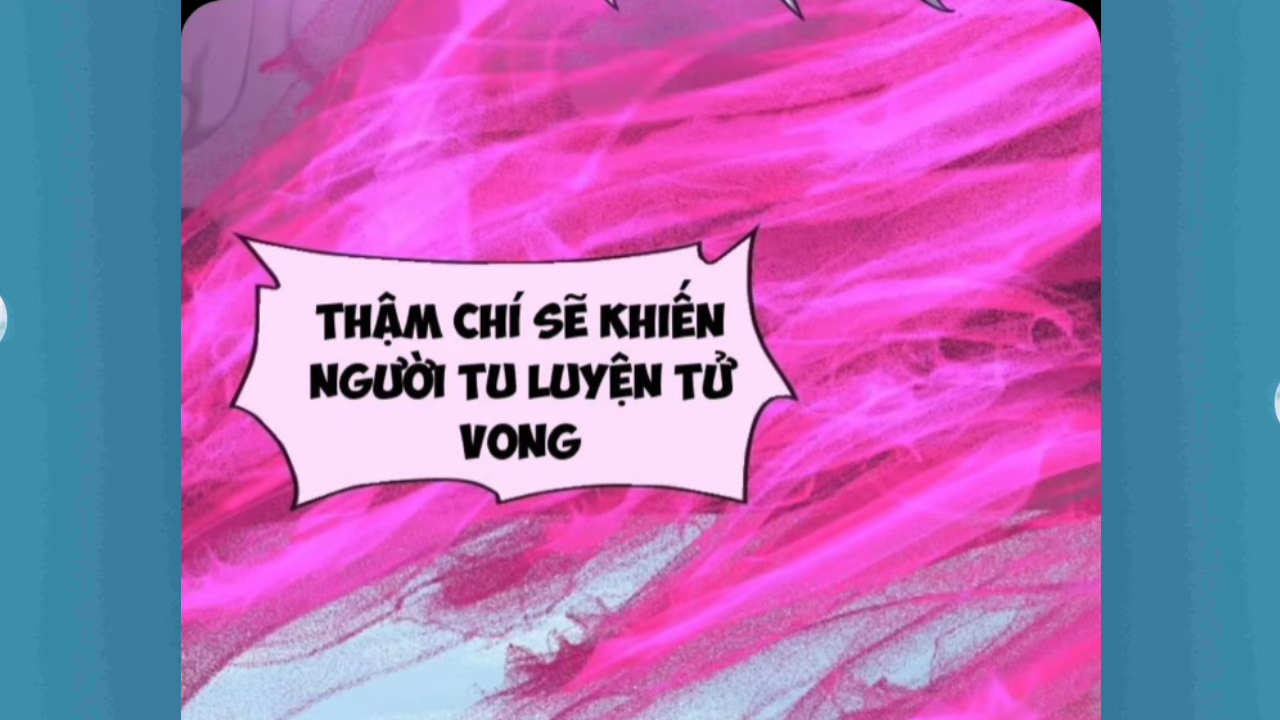 THẬM CHÍ SẼ KHIẾN
NGƯỜI TU LUYỆN TỬ
VONG